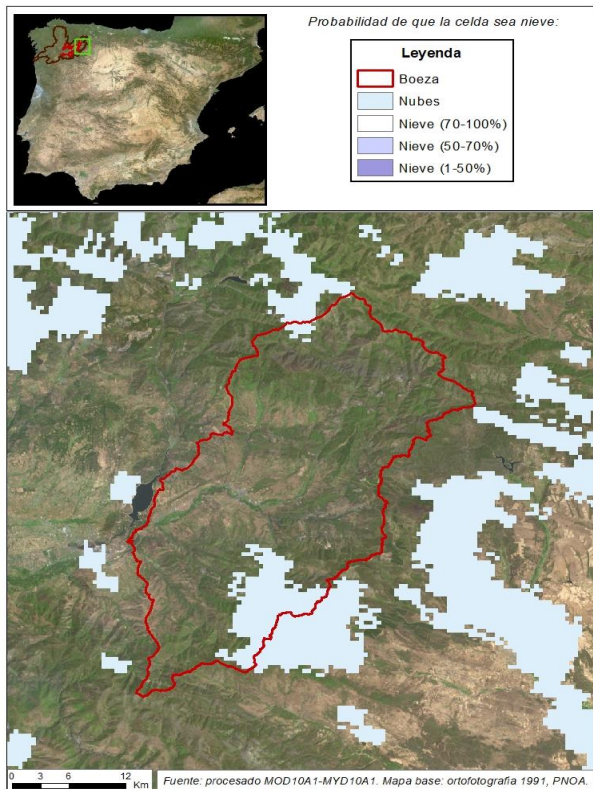 Probabilidad de que la celda sea nieve:
Leyenda
Boeza
Nubes
Nieve (70-100%)
Nieve (50-70%)
Nieve (1-50%)
0 3 6 12
Km
Fuente: procesado MOD10A1-MYD10A1. Mapa base: ortofotografia 1991, PNOA.